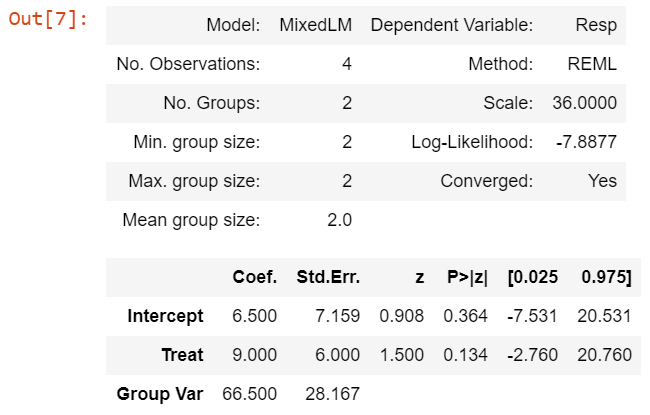 Out[7]:
Model: MixedLM Dependent Variable: Resp
No. Observations: 4 Method: REML
No. Groups: 2 Scale: 36.0000
Min. group size: 2 Log-Likelihood: -7.8877
Max. group size: 2 Converged: Yes
Mean group size: 2.0
Coef. Std.Err. z P>|z| [0.025 0.975]
Intercept 6.500 7.159 0.908 0.364 -7.531 20.531
Treat 9.000 6.000 1.500 0.134 -2.760 20.760
Group Var 66.500 28.167